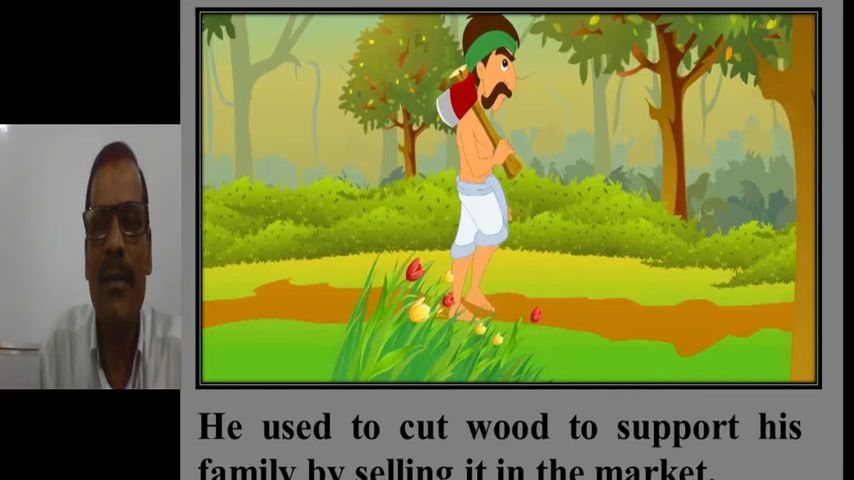 He used to cut wood to support his
family by selling it in the market.